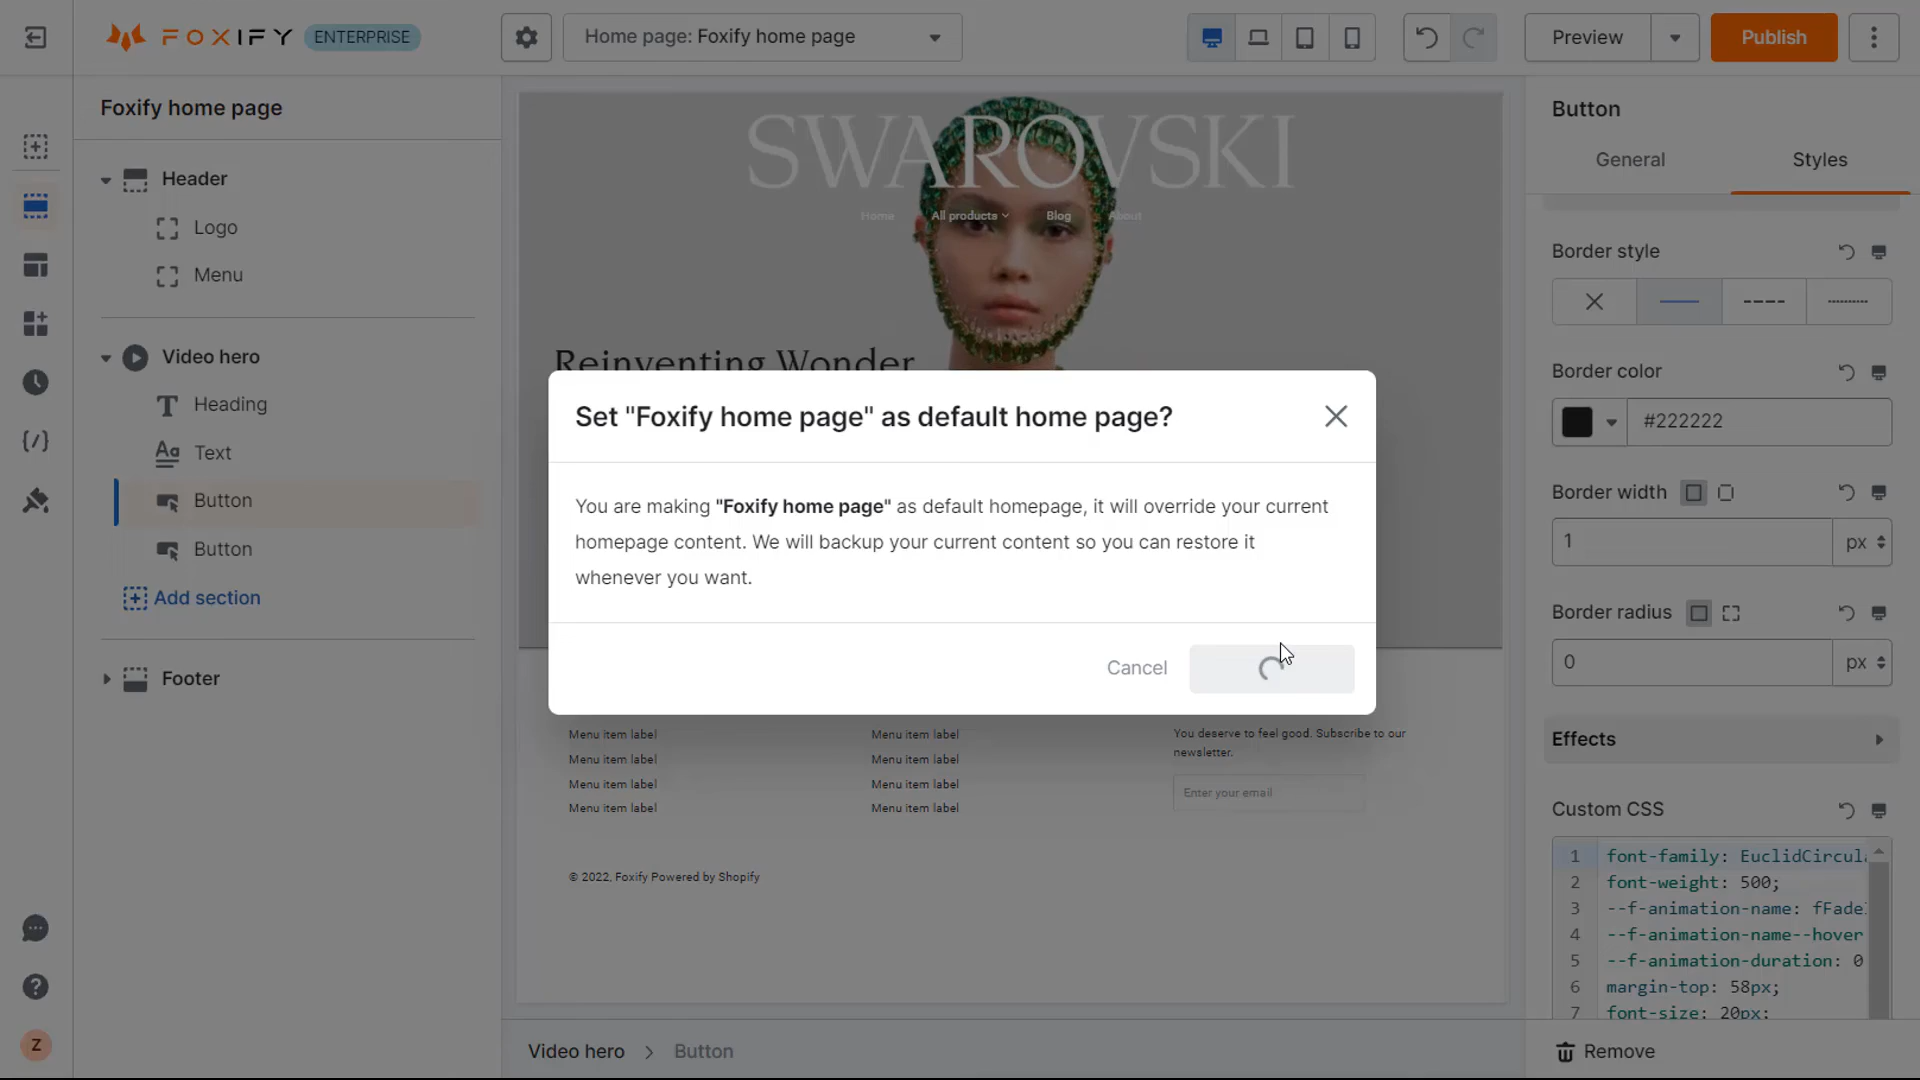 FOXIFY ENTERPRISE
Home page: Foxify home page
Preview
Publish
Foxify home page
Header
Logo
Menu
Video hero
Heading
Text
Button
Button
Add section
Footer
Z
SWAROVSKI
Home All products Blog About
Reinventing Wonder
Set "Foxify home page" as default home page?
You are making "Foxify home page" as default homepage, it will override your current
homepage content. We will backup your current content so you can restore it
whenever you want.
Cancel
Menu item label
Menu item label
Menu item label
Menu item label
Menu item label
Menu item label
Menu item label
Menu item label
You deserve to feel good. Subscribe to our
newsletter.
Enter your email
© 2022, Foxify Powered by Shopify
Video hero > Button
Button
General Styles
Border style
Border color
#222222
Border width
1 px
Border radius
0 px
Effects
Custom CSS
1 font-family: EuclidCircul
2 font-weight: 500;
3 --f-animation-name: fFade
4 --f-animation-name--hover
5 --f-animation-duration: 0
6 margin-top: 58px;
7 font-size: 20px;
Remove